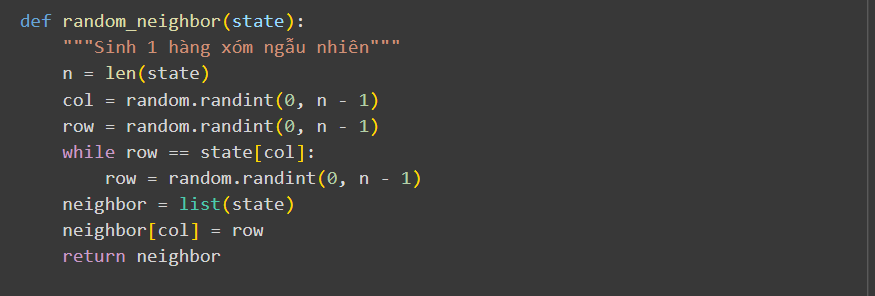 def random_neighbor(state):
    """Sinh 1 hàng xóm ngẫu nhiên"""
    n = len(state)
    col = random.randint(0, n - 1)
    row = random.randint(0, n - 1)
    while row == state[col]:
        row = random.randint(0, n - 1)
    neighbor = list(state)
    neighbor[col] = row
    return neighbor